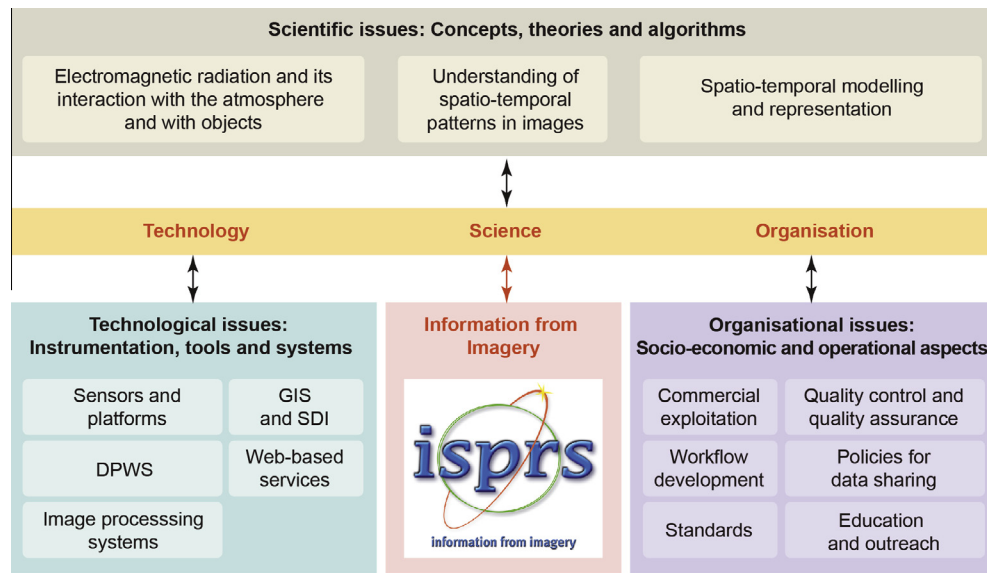 Scientific issues: Concepts, theories and algorithms
Electromagnetic radiation and its
interaction with the atmosphere
and with objects
Understanding of
spatio-temporal
patterns in images
Spatio-temporal modelling
and representation
Technology
Science
Organisation
Technological issues:
Instrumentation, tools and systems
Sensors and
platforms
GIS
and SDI
DPWS
Web-based
services
Image processsing
systems
Information from
Imagery
isprs
information from imagery
Organisational issues:
Socio-economic and operational aspects
Commercial
exploitation
Quality control and
quality assurance
Workflow
development
Policies for
data sharing
Standards
Education
and outreach